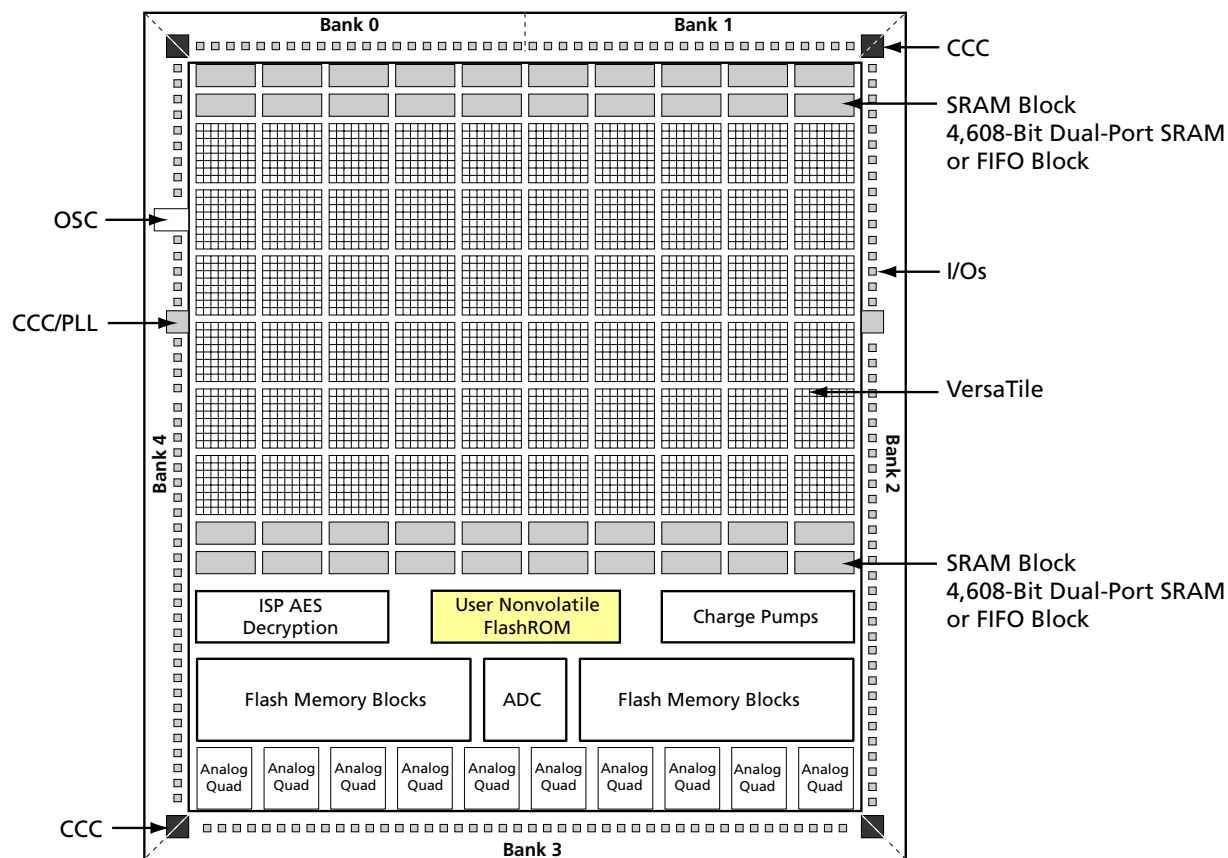 Bank 0
Bank 1
CCC
SRAM Block
4,608-Bit Dual-Port SRAM
or FIFO Block
OSC
I/Os
CCC/PLL
VersaTile
Bank 4
Bank 2
SRAM Block
4,608-Bit Dual-Port SRAM
or FIFO Block
ISP AES
Decryption
User Nonvolatile
FlashROM
Charge Pumps
Flash Memory Blocks
ADC
Flash Memory Blocks
Analog
Quad
Analog
Quad
Analog
Quad
Analog
Quad
Analog
Quad
Analog
Quad
Analog
Quad
Analog
Quad
Analog
Quad
Analog
Quad
CCC
Bank 3